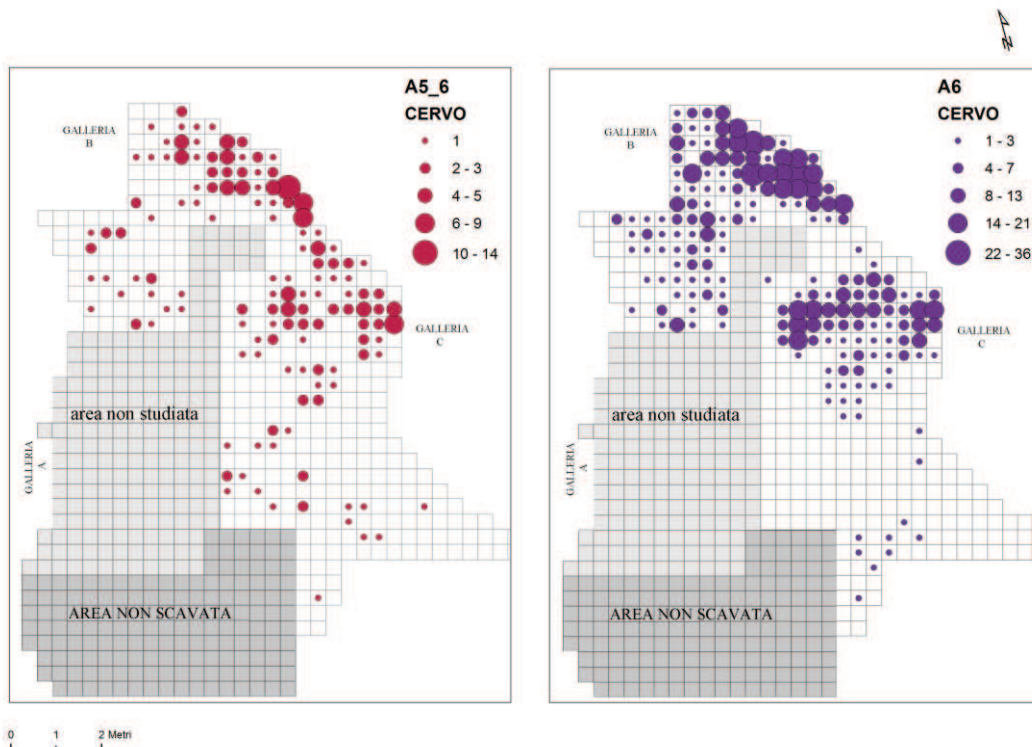 A5_6
CERVO
1
2 - 3
4 - 5
6 - 9
10 - 14
GALLERIA
B
GALLERIA
C
area non studiata
GALLERIA
A
AREA NON SCAVATA
0 1 2 Metri
N
A6
CERVO
1 - 3
4 - 7
8 - 13
14 - 21
22 - 36
GALLERIA
B
GALLERIA
C
area non studiata
GALLERIA
A
AREA NON SCAVATA